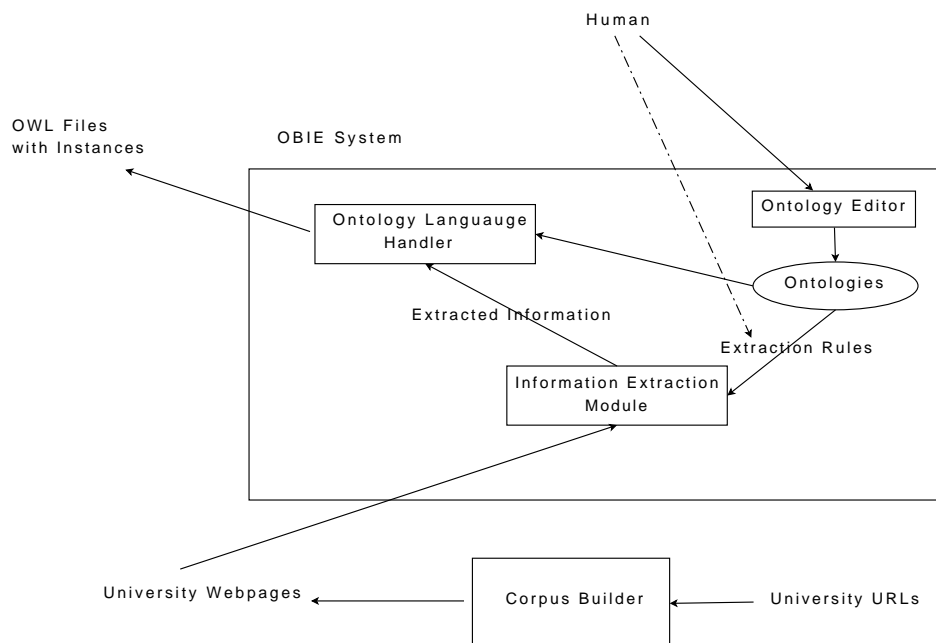 Human
OWL Files
with Instances
OBIE System
Ontology Languauge
Handler
Ontology Editor
Ontologies
Extracted Information
Extraction Rules
Information Extraction
Module
University Webpages
Corpus Builder
University URLs